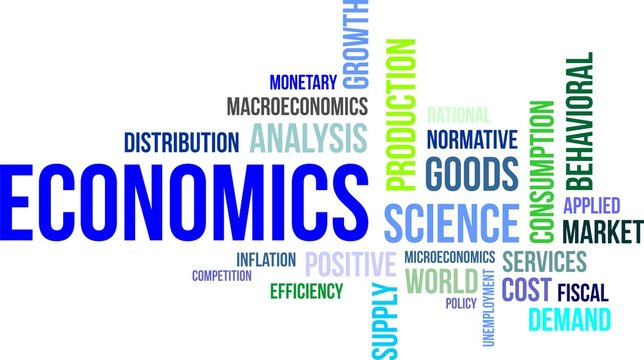 GROWTH
MONETARY
MACROECONOMICS
DISTRIBUTION
ANALYSIS
ECONOMICS
PRODUCTION
RATIONAL
NORMATIVE
GOODS
SCIENCE
CONSUMPTION
BEHAVIORAL
APPLIED
MARKET
INFLATION
COMPETITION
POSITIVE
EFFICIENCY
MICROECONOMICS
WORLD
POLICY
SUPPLY
UNEMPLOYMENT
SERVICES
COST
FISCAL
DEMAND